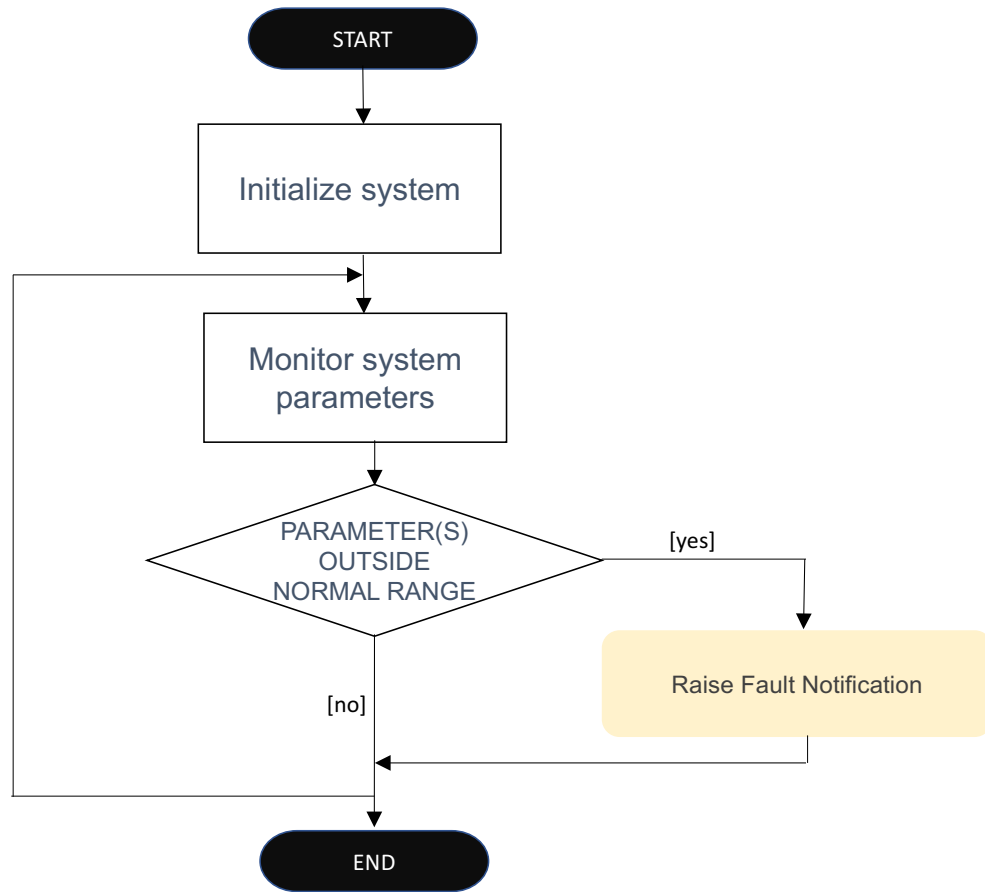 START
Initialize system
Monitor system
parameters
PARAMETER(S)
OUTSIDE
NORMAL RANGE
[yes]
Raise Fault Notification
[no]
END